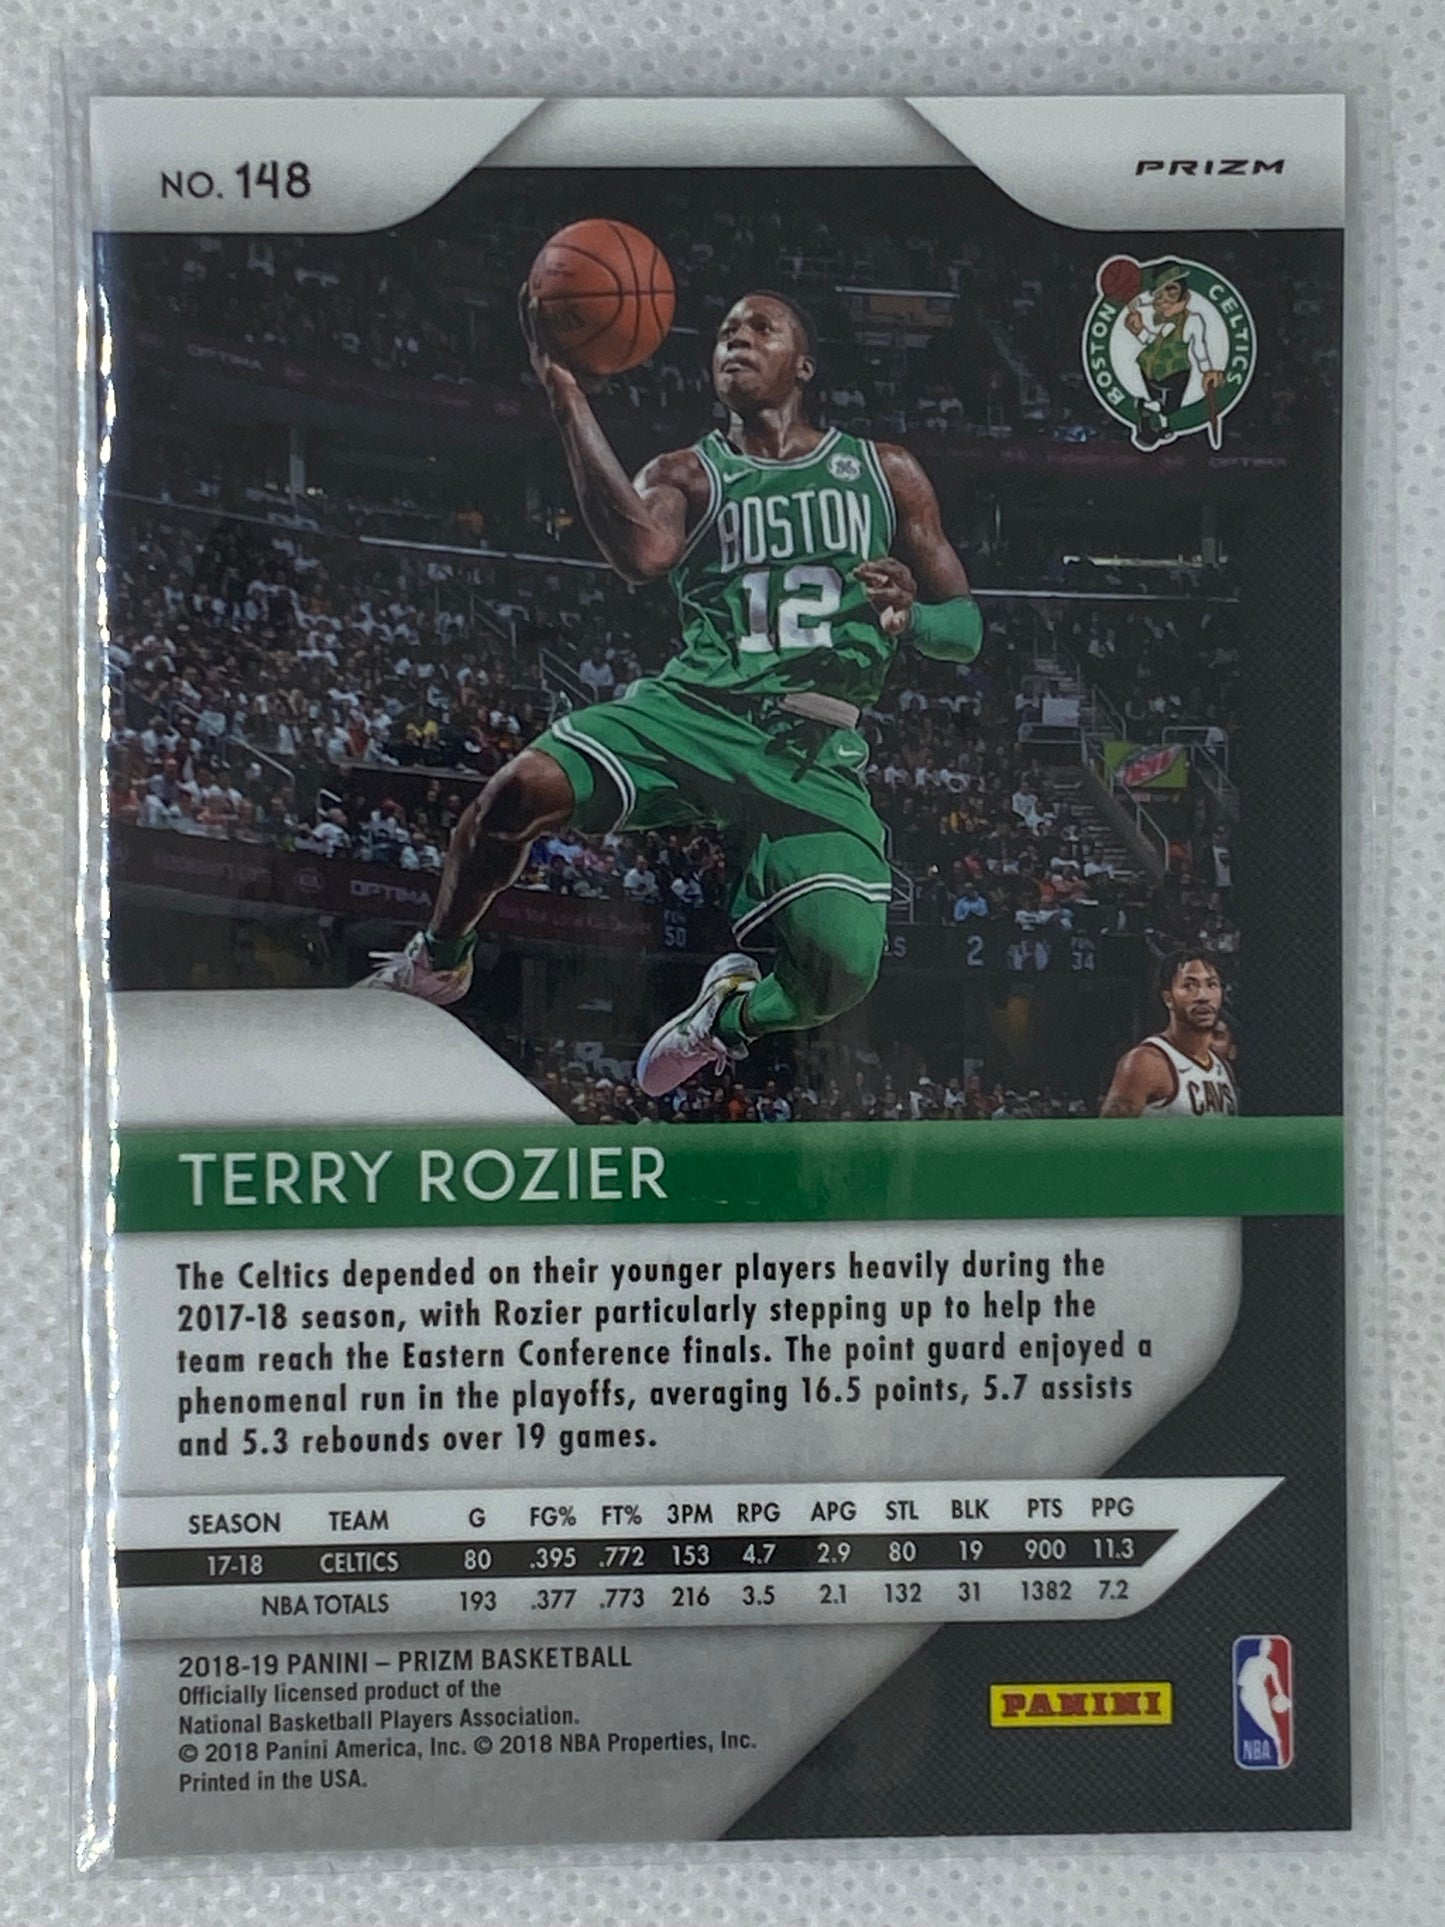 NO. 148
PRIZM
BOSTON CELTICS
BOSTON
12
OPTIMA
50
2
34
CAVS
TERRY ROZIER
The Celtics depended on their younger players heavily during the
2017-18 season, with Rozier particularly stepping up to help the
team reach the Eastern Conference finals. The point guard enjoyed a
phenomenal run in the playoffs, averaging 16.5 points, 5.7 assists
and 5.3 rebounds over 19 games.
SEASON TEAM G FG% FT% 3PM RPG APG STL BLK PTS PPG
17-18 CELTICS 80 .395 .772 153 4.7 2.9 80 19 900 11.3
NBA TOTALS 193 .377 .773 216 3.5 2.1 132 31 1382 7.2
2018-19 PANINI – PRIZM BASKETBALL
Officially licensed product of the
National Basketball Players Association.
© 2018 Panini America, Inc. © 2018 NBA Properties, Inc.
Printed in the USA.
PANINI
NBA